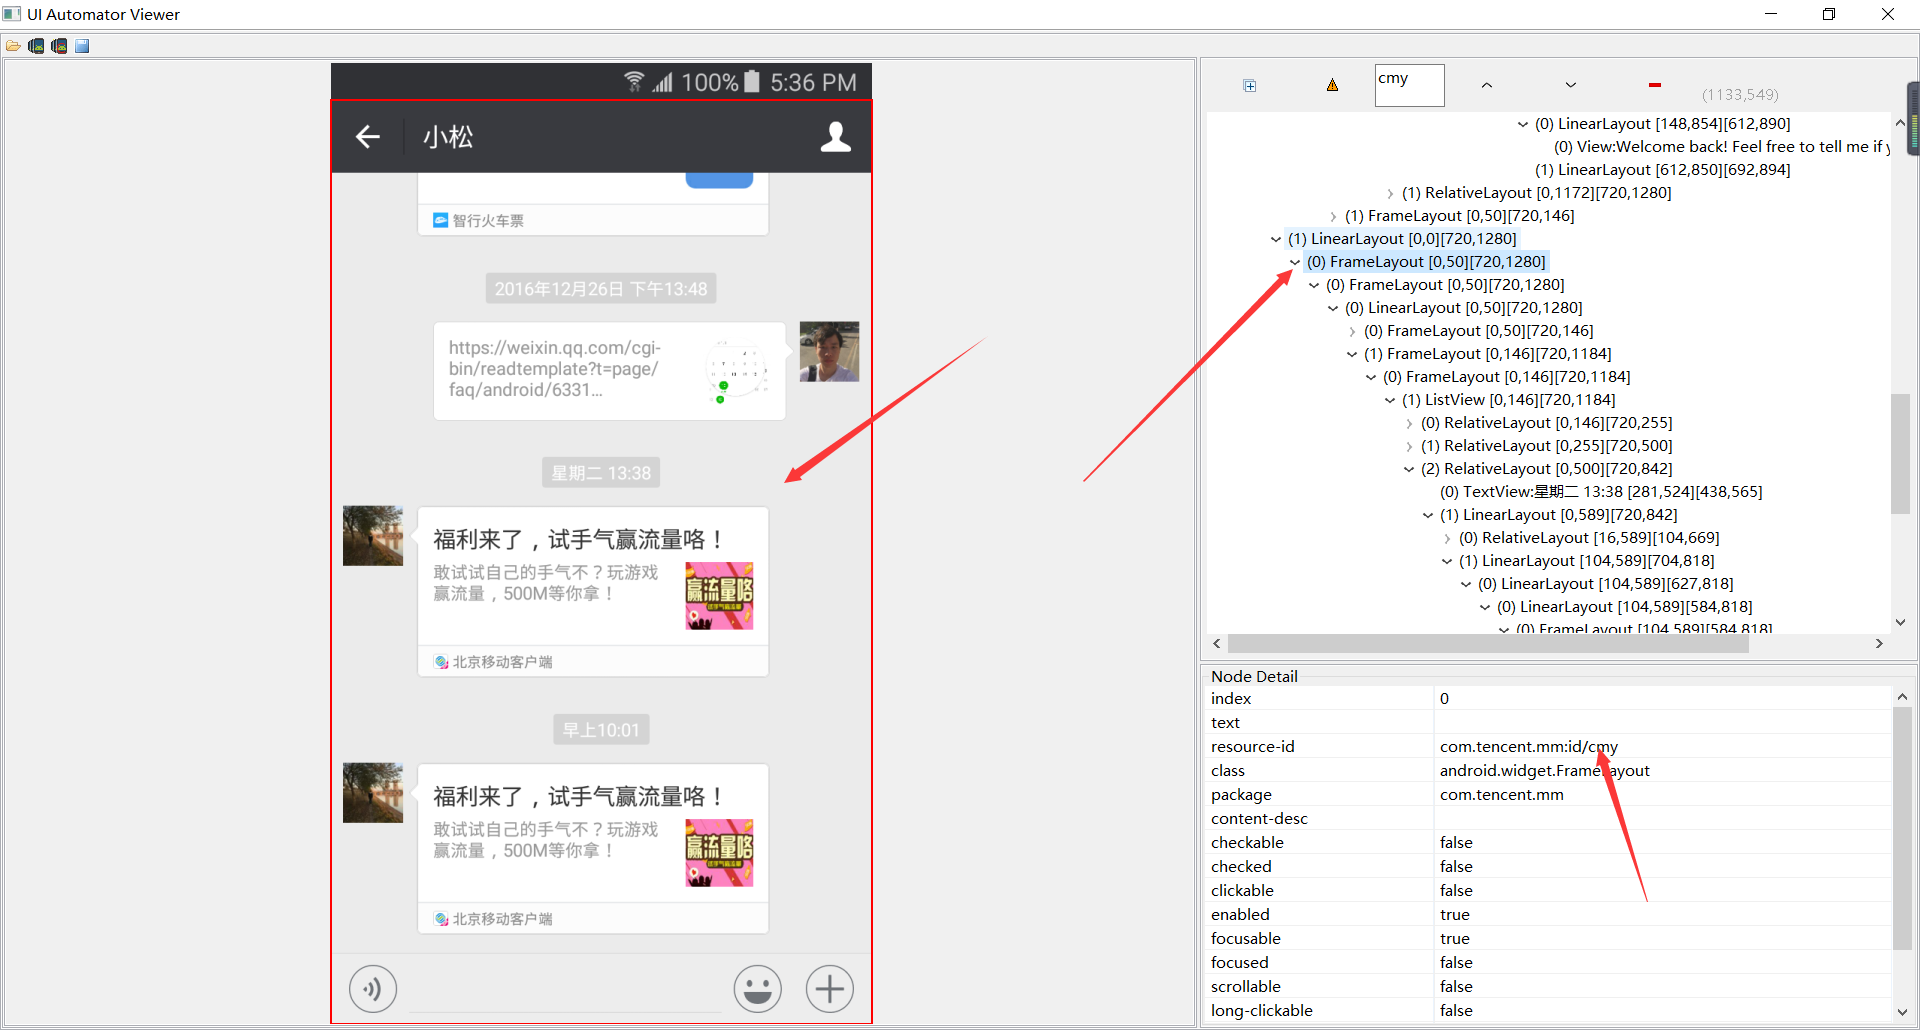 UI Automator Viewer
100% 5:36 PM
小松
智行火车票
2016年12月26日 下午13:48
https://weixin.qq.com/cgi-
bin/readtemplate?t=page/
faq/android/6331...
星期二 13:38
福利来了，试手气赢流量咯！
敢试试自己的手气不？玩游戏
赢流量，500M等你拿！
赢流量咯
试手气赢流量
北京移动客户端
早上10:01
福利来了，试手气赢流量咯！
敢试试自己的手气不？玩游戏
赢流量，500M等你拿！
赢流量咯
试手气赢流量
北京移动客户端
cmy
(1133,549)
(0) LinearLayout [148,854][612,890]
(0) View:Welcome back! Feel free to tell me if y
(1) LinearLayout [612,850][692,894]
(1) RelativeLayout [0,1172][720,1280]
(1) FrameLayout [0,50][720,146]
(1) LinearLayout [0,0][720,1280]
(0) FrameLayout [0,50][720,1280]
(0) FrameLayout [0,50][720,1280]
(0) LinearLayout [0,50][720,1280]
(0) FrameLayout [0,50][720,146]
(1) FrameLayout [0,146][720,1184]
(0) FrameLayout [0,146][720,1184]
(1) ListView [0,146][720,1184]
(0) RelativeLayout [0,146][720,255]
(1) RelativeLayout [0,255][720,500]
(2) RelativeLayout [0,500][720,842]
(0) TextView:星期二 13:38 [281,524][438,565]
(1) LinearLayout [0,589][720,842]
(0) RelativeLayout [16,589][104,669]
(1) LinearLayout [104,589][704,818]
(0) LinearLayout [104,589][627,818]
(0) LinearLayout [104,589][584,818]
(0) FrameLayout [104,589][584,818]
Node Detail
index 0
text
resource-id com.tencent.mm:id/cmy
class android.widget.FrameLayout
package com.tencent.mm
content-desc
checkable false
checked false
clickable false
enabled true
focusable true
focused false
scrollable false
long-clickable false